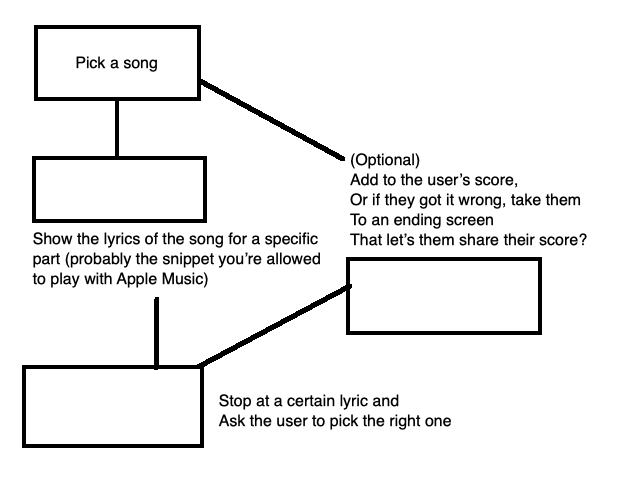 Pick a song
(Optional)
Add to the user's score,
Or if they got it wrong, take them
To an ending screen
That let's them share their score?
Show the lyrics of the song for a specific
part (probably the snippet you're allowed
to play with Apple Music)
Stop at a certain lyric and
Ask the user to pick the right one